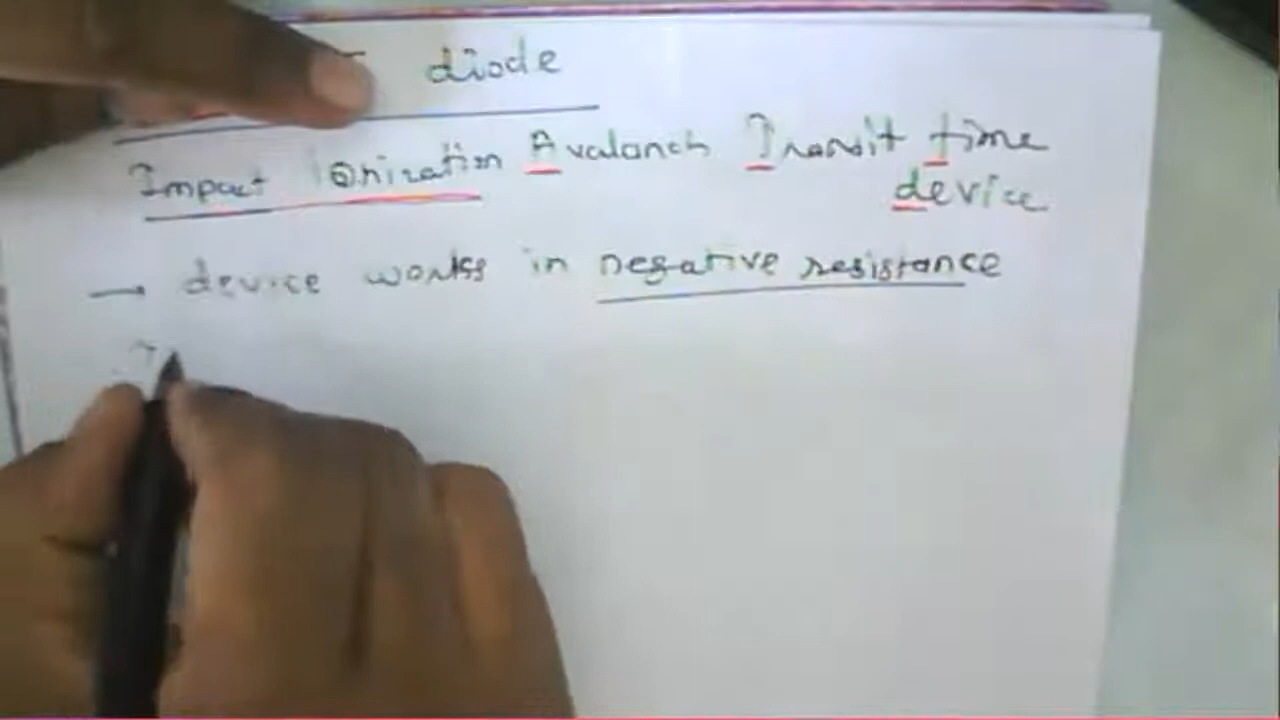 diode
Impact Ionization Avalanch Transit time
device
→ device works in negative resistance